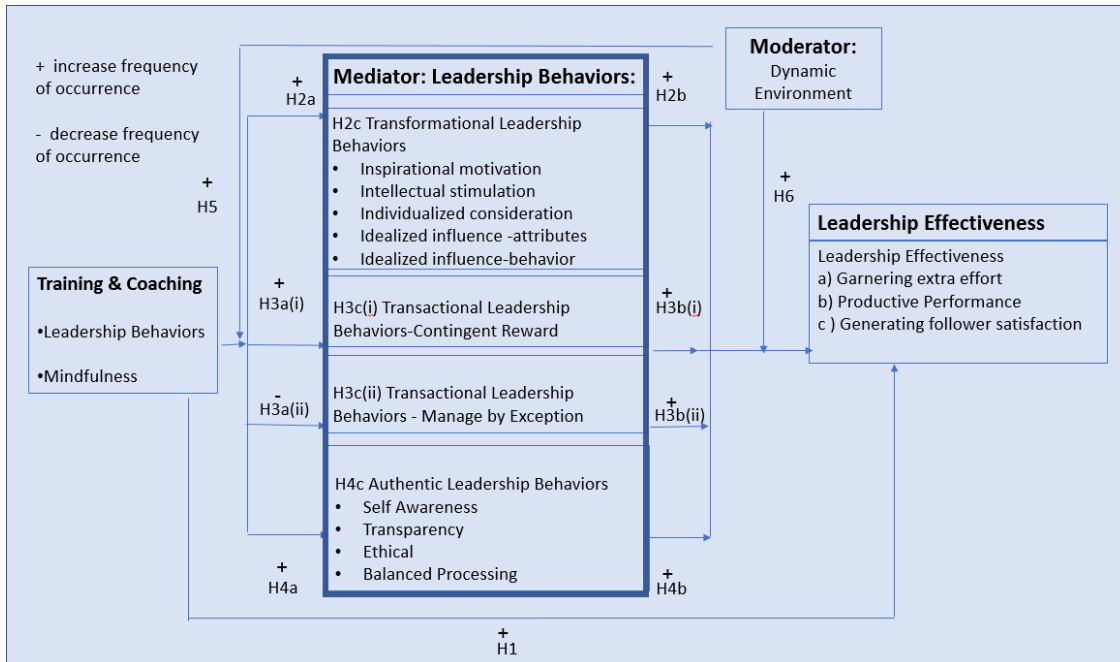 + increase frequency
of occurrence
- decrease frequency
of occurrence
+
H5
Training & Coaching
•Leadership Behaviors
•Mindfulness
+
H2a
+
H3a(i)
-
H3a(ii)
+
H4a
Mediator: Leadership Behaviors:
H2c Transformational Leadership
Behaviors
• Inspirational motivation
• Intellectual stimulation
• Individualized consideration
• Idealized influence -attributes
• Idealized influence-behavior
H3c(i) Transactional Leadership
Behaviors-Contingent Reward
H3c(ii) Transactional Leadership
Behaviors - Manage by Exception
H4c Authentic Leadership Behaviors
• Self Awareness
• Transparency
• Ethical
• Balanced Processing
+
H2b
+
H3b(i)
+
H3b(ii)
+
H4b
Moderator:
Dynamic
Environment
+
H6
Leadership Effectiveness
Leadership Effectiveness
a) Garnering extra effort
b) Productive Performance
c ) Generating follower satisfaction
+
H1